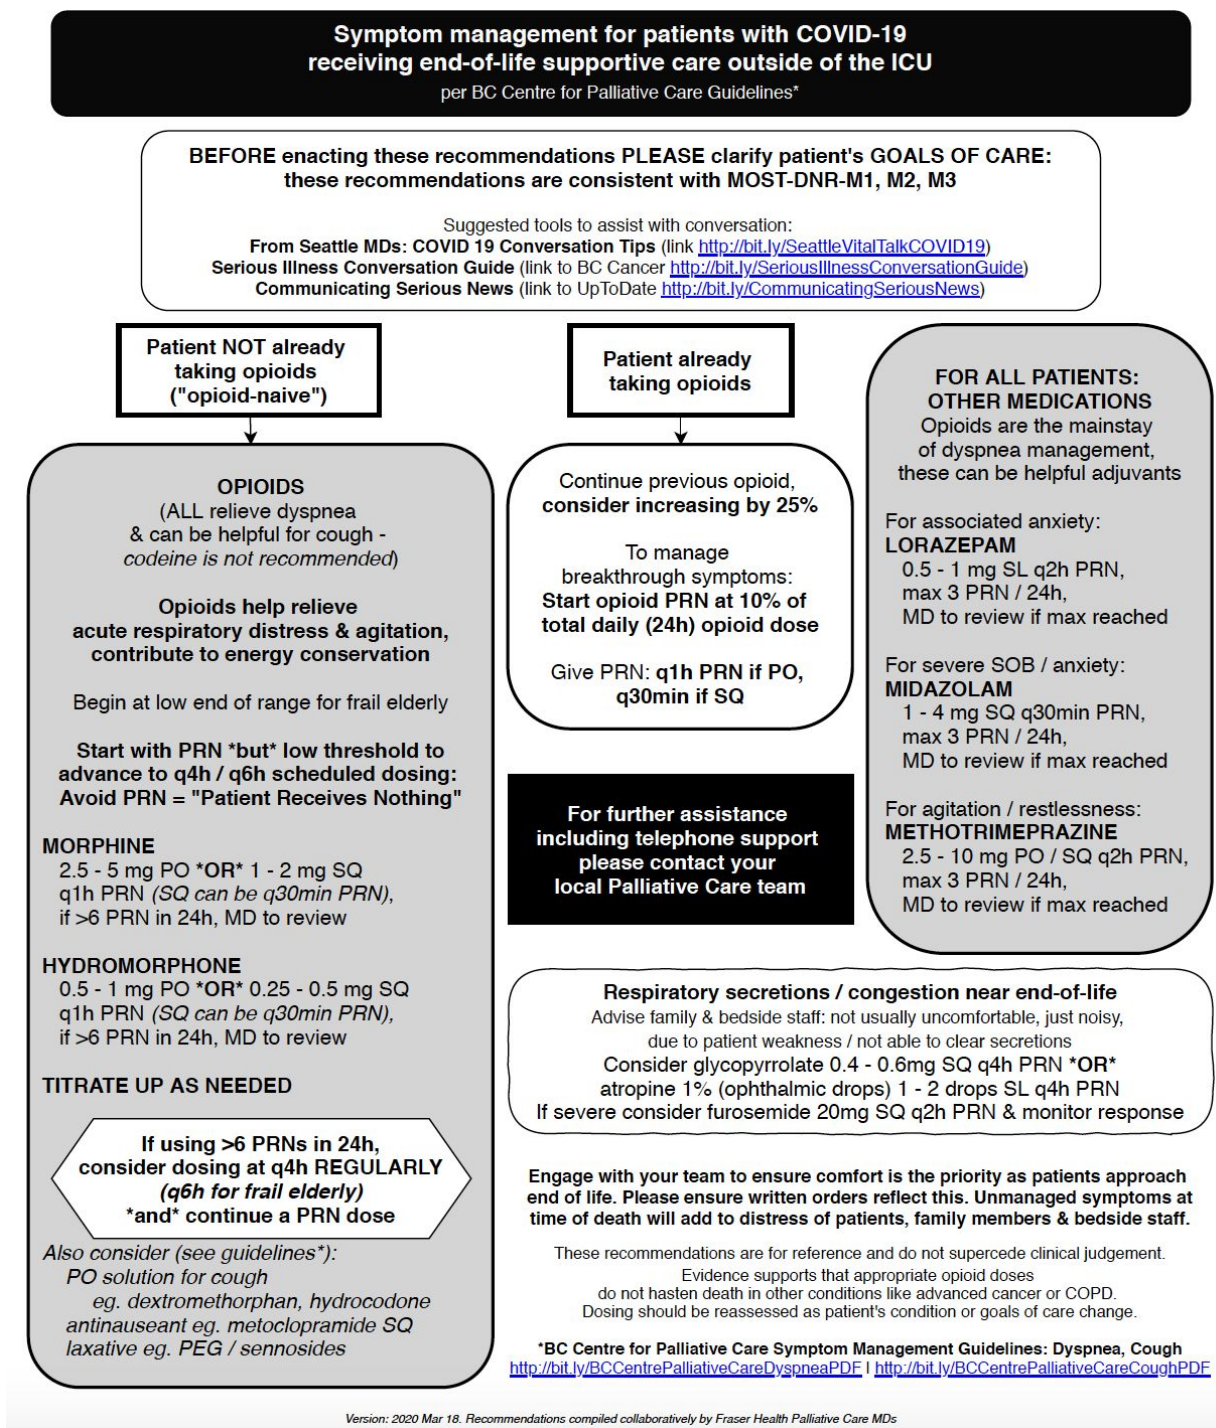 Symptom management for patients with COVID-19
receiving end-of-life supportive care outside of the ICU
per BC Centre for Palliative Care Guidelines*
BEFORE enacting these recommendations PLEASE clarify patient's GOALS OF CARE:
these recommendations are consistent with MOST-DNR-M1, M2, M3
Suggested tools to assist with conversation:
From Seattle MDs: COVID 19 Conversation Tips (link http://bit.ly/SeattleVitalTalkCOVID19)
Serious Illness Conversation Guide (link to BC Cancer http://bit.ly/SeriousIllnessConversationGuide)
Communicating Serious News (link to UpToDate http://bit.ly/CommunicatingSeriousNews)
Patient NOT already
taking opioids
("opioid-naive")
OPIOIDS
(ALL relieve dyspnea
& can be helpful for cough -
codeine is not recommended)
Opioids help relieve
acute respiratory distress & agitation,
contribute to energy conservation
Begin at low end of range for frail elderly
Start with PRN *but* low threshold to
advance to q4h / q6h scheduled dosing:
Avoid PRN = "Patient Receives Nothing"
MORPHINE
2.5 - 5 mg PO *OR* 1 - 2 mg SQ
q1h PRN (SQ can be q30min PRN),
if >6 PRN in 24h, MD to review
HYDROMORPHONE
0.5 - 1 mg PO *OR* 0.25 - 0.5 mg SQ
q1h PRN (SQ can be q30min PRN),
if >6 PRN in 24h, MD to review
TITRATE UP AS NEEDED
If using >6 PRNs in 24h,
consider dosing at q4h REGULARLY
(q6h for frail elderly)
*and* continue a PRN dose
Also consider (see guidelines*):
PO solution for cough
eg. dextromethorphan, hydrocodone
antinauseant eg. metoclopramide SQ
laxative eg. PEG / sennosides
Patient already
taking opioids
Continue previous opioid,
consider increasing by 25%
To manage
breakthrough symptoms:
Start opioid PRN at 10% of
total daily (24h) opioid dose
Give PRN: q1h PRN if PO,
q30min if SQ
For further assistance
including telephone support
please contact your
local Palliative Care team
FOR ALL PATIENTS:
OTHER MEDICATIONS
Opioids are the mainstay
of dyspnea management,
these can be helpful adjuvants
For associated anxiety:
LORAZEPAM
0.5 - 1 mg SL q2h PRN,
max 3 PRN / 24h,
MD to review if max reached
For severe SOB / anxiety:
MIDAZOLAM
1 - 4 mg SQ q30min PRN,
max 3 PRN / 24h,
MD to review if max reached
For agitation / restlessness:
METHOTRIMEPRAZINE
2.5 - 10 mg PO / SQ q2h PRN,
max 3 PRN / 24h,
MD to review if max reached
Respiratory secretions / congestion near end-of-life
Advise family & bedside staff: not usually uncomfortable, just noisy,
due to patient weakness / not able to clear secretions
Consider glycopyrrolate 0.4 - 0.6mg SQ q4h PRN *OR*
atropine 1% (ophthalmic drops) 1 - 2 drops SL q4h PRN
If severe consider furosemide 20mg SQ q2h PRN & monitor response
Engage with your team to ensure comfort is the priority as patients approach
end of life. Please ensure written orders reflect this. Unmanaged symptoms at
time of death will add to distress of patients, family members & bedside staff.
These recommendations are for reference and do not supercede clinical judgement.
Evidence supports that appropriate opioid doses
do not hasten death in other conditions like advanced cancer or COPD.
Dosing should be reassessed as patient's condition or goals of care change.
*BC Centre for Palliative Care Symptom Management Guidelines: Dyspnea, Cough
http://bit.ly/BCCentrePalliativeCareDyspneaPDF | http://bit.ly/BCCentrePalliativeCareCoughPDF
Version: 2020 Mar 18. Recommendations compiled collaboratively by Fraser Health Palliative Care MDs